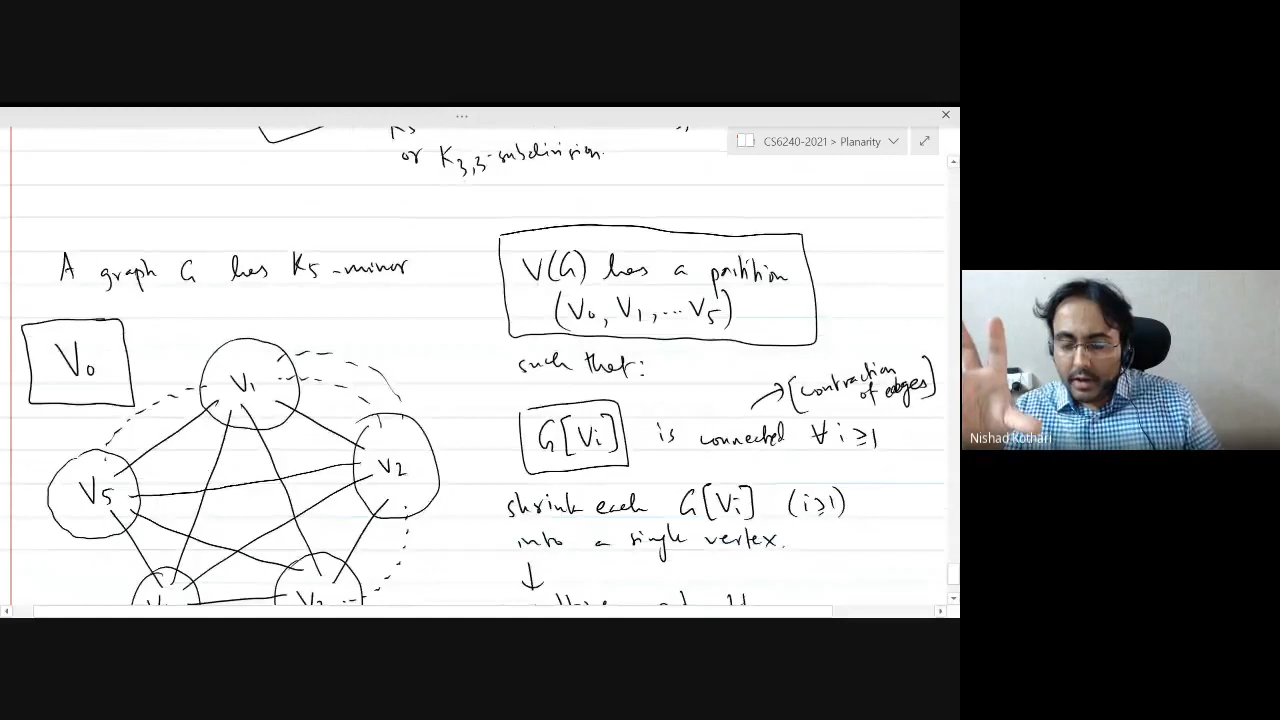 CS6240-2021 > Planarity
K5
or K3,3-subdivision.
A graph G has K5-minor
V(G) has a partition
(V0, V1, ... V5)
such that:
[contraction of edges]
G[Vi] is connected ∀ i ≥ 1
shrink each G[Vi] (i≥1)
into a single vertex.
V0
V1
V2
V5
V3
Nishad Kothari